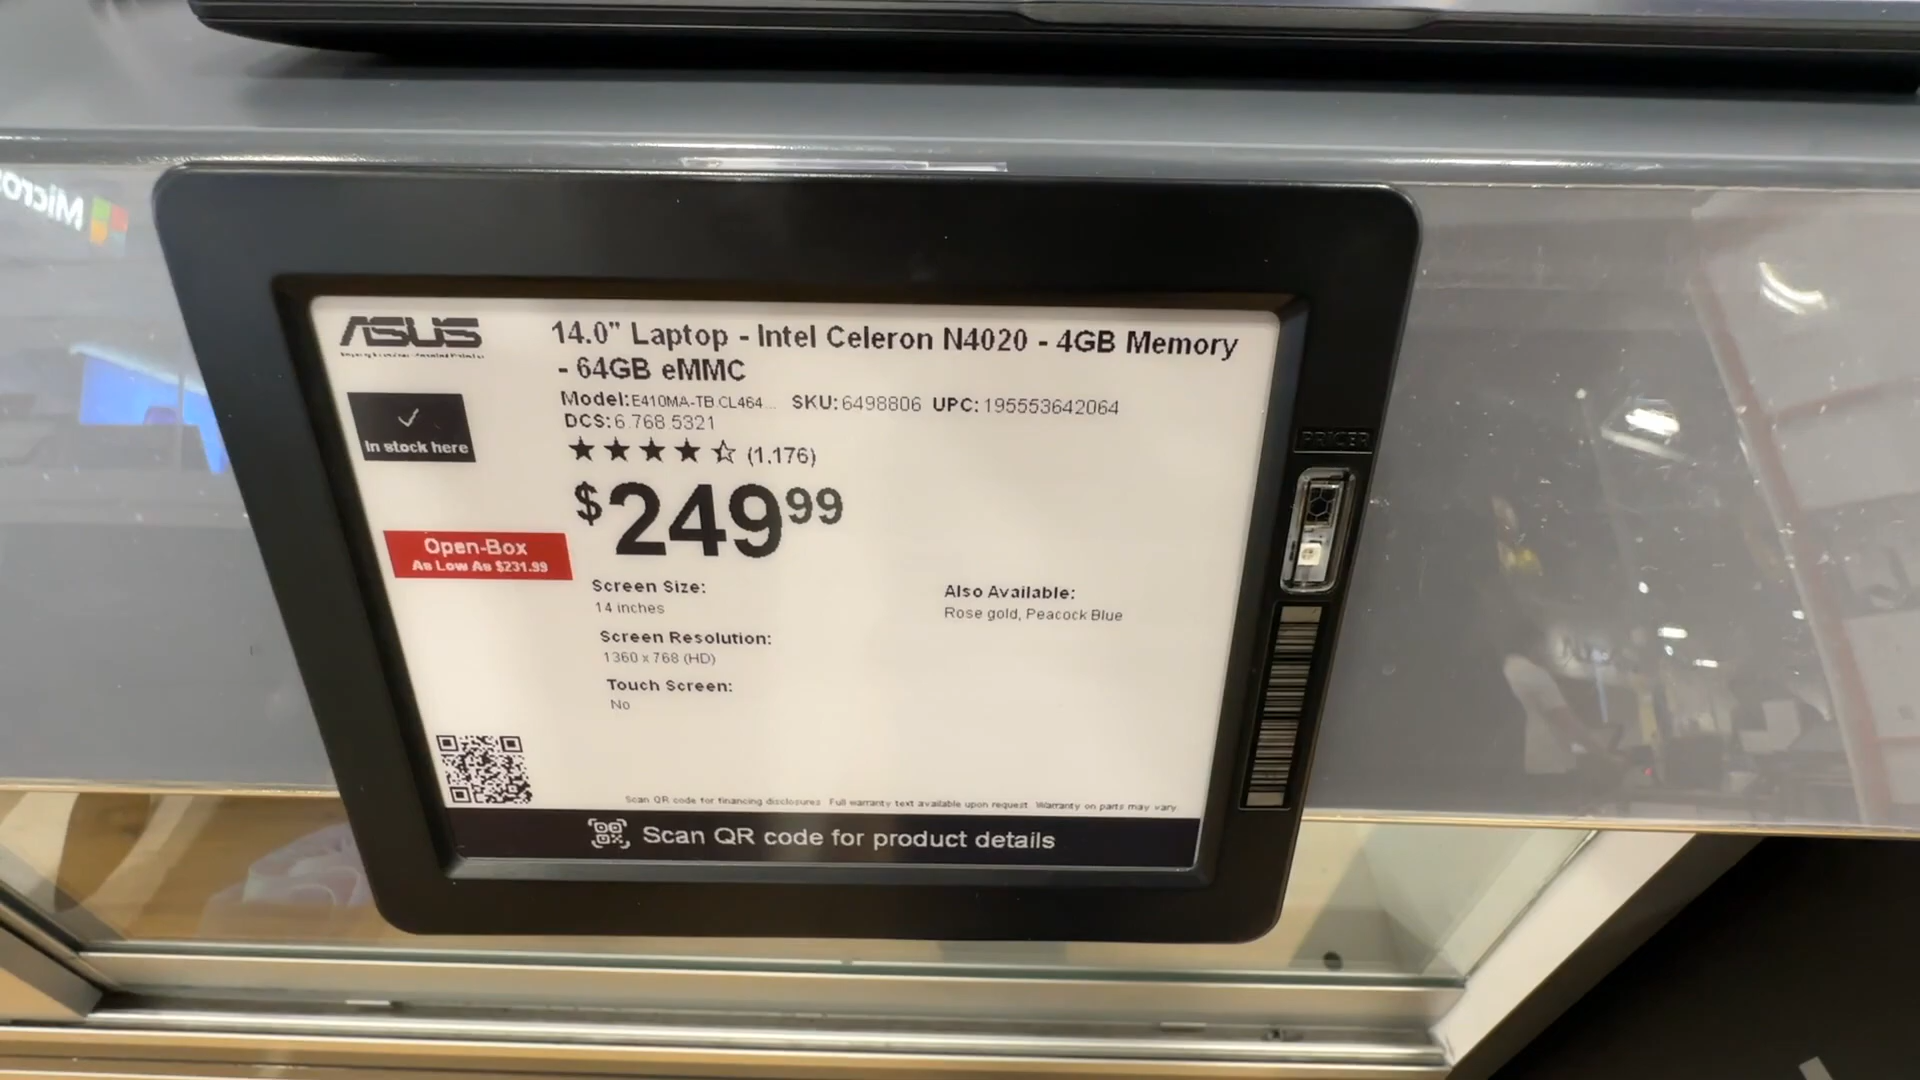 Micros
ASUS
14.0" Laptop - Intel Celeron N4020 - 4GB Memory
- 64GB eMMC
Model:E410MA-TB.CL464... SKU:6498806 UPC:195553642064
DCS:6.768.5321
In stock here
(1,176)
$24999
Open-Box
As Low As $231.99
Screen Size:
14 inches
Screen Resolution:
1360 x 768 (HD)
Touch Screen:
No
Also Available:
Rose gold, Peacock Blue
PRICER
Scan QR code for financing disclosures Full warranty text available upon request Warranty on parts may vary
Scan QR code for product details